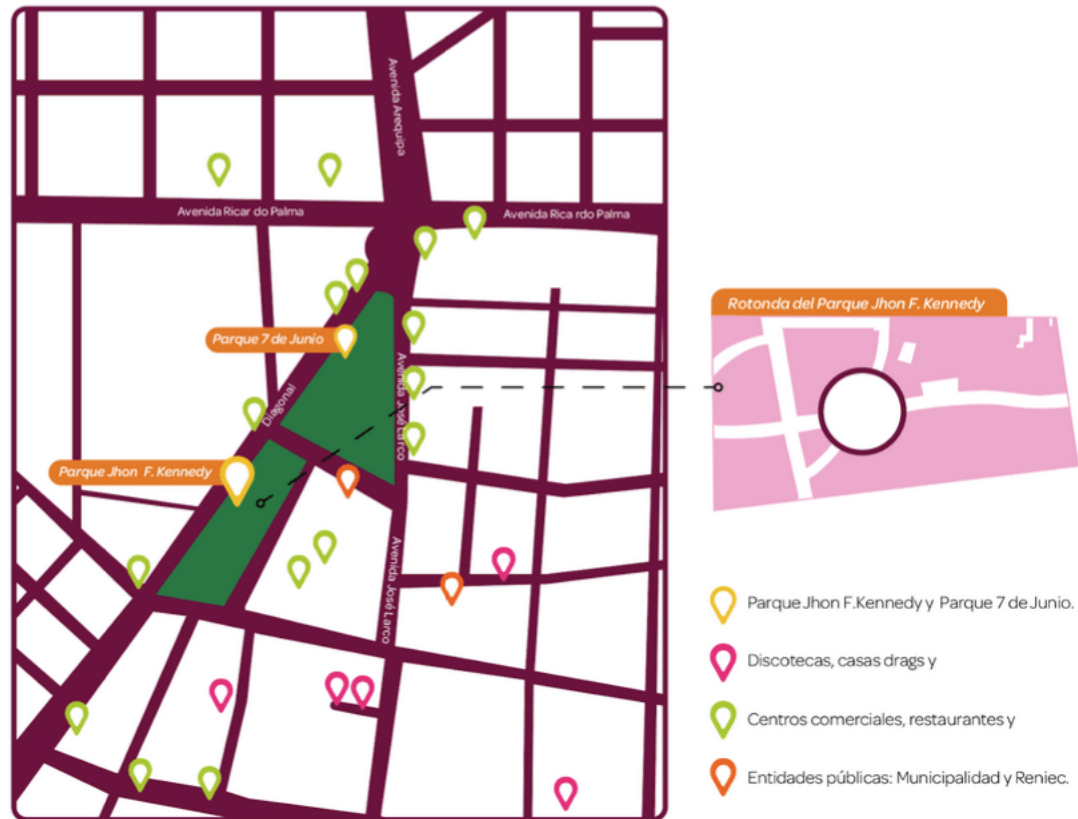 Avenida Arequipa
Avenida Ricar do Palma
Avenida Rica rdo Palma
Rotonda del Parque Jhon F. Kennedy
Parque 7 de Junio
Avenida José Larco
Diagonal
Parque Jhon F. Kennedy
Avenida José Larco
Parque Jhon F.Kennedy y Parque 7 de Junio.
Discotecas, casas drags y
Centros comerciales, restaurantes y
Entidades públicas: Municipalidad y Reniec.